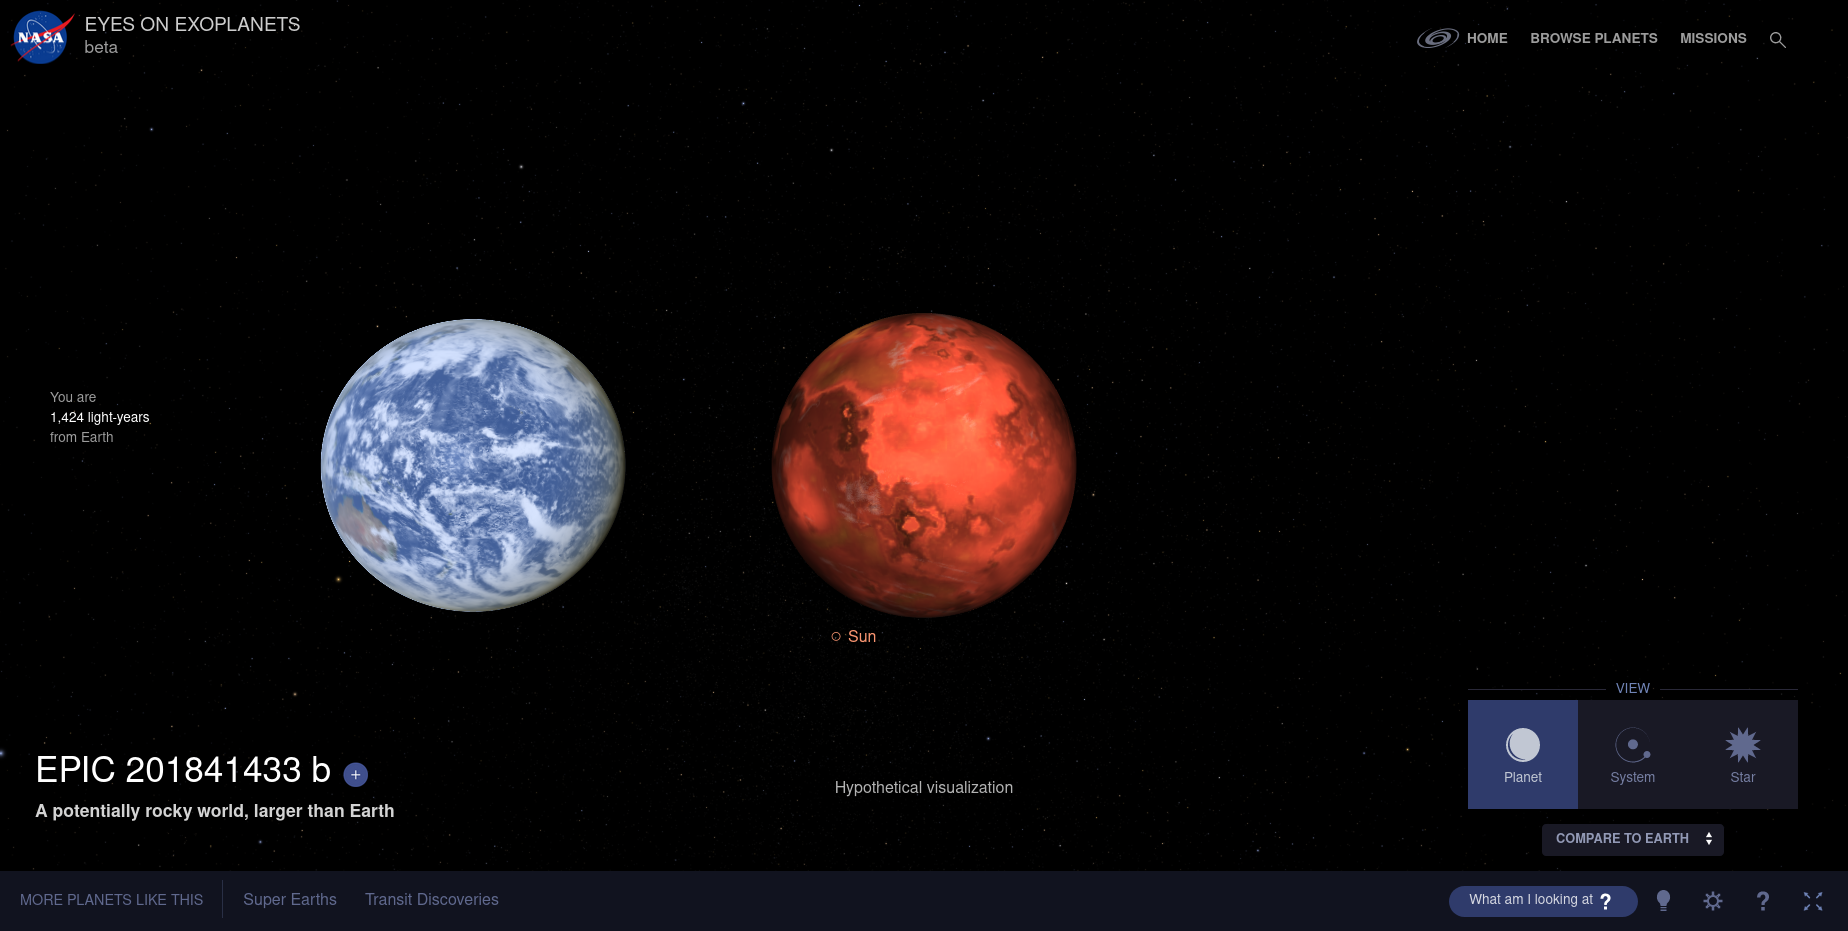 NASA
EYES ON EXOPLANETS
beta
HOME
BROWSE PLANETS
MISSIONS
You are
1,424 light-years
from Earth
Sun
VIEW
EPIC 201841433 b +
A potentially rocky world, larger than Earth
Hypothetical visualization
Planet
System
Star
COMPARE TO EARTH
MORE PLANETS LIKE THIS
Super Earths
Transit Discoveries
What am I looking at ?
?